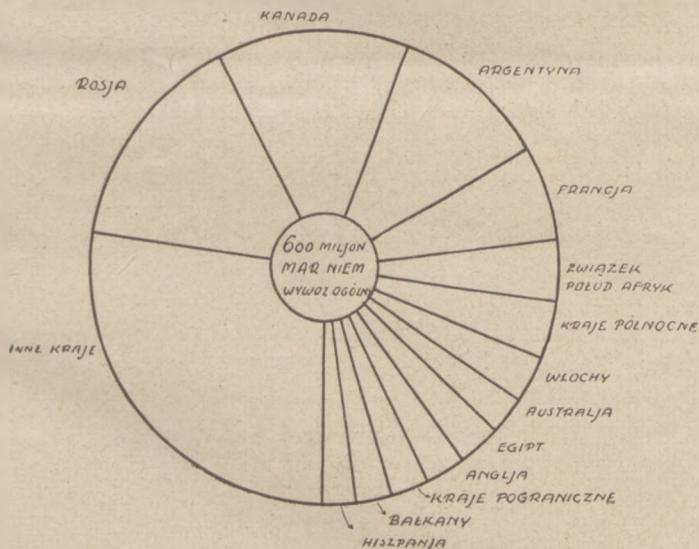 KANADA
ROSJA
ARGENTYNA
FRANCJA
600 MILJON.
MAR NIEM
WYWOZ OGÓLNY
ZWIĄZEK
POŁUD. AFRYK
KRAJE PÓŁNOCNE
INNE KRAJE
WŁOCHY
AUSTRALJA
EGIPT
ANGLJA
KRAJE POGRANICZNE
BAŁKANY
HISZPANJA